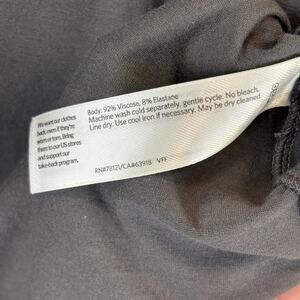 We want our clothes
back, even if they're
worn or torn. Bring
them to our US stores
and support our
take-back program.
Body: 92% Viscose, 8% Elastane
Machine wash cold separately, gentle cycle. No bleach.
Line dry. Use cool iron if necessary. May be dry cleaned.
RN#78121/CA#63918 VFF